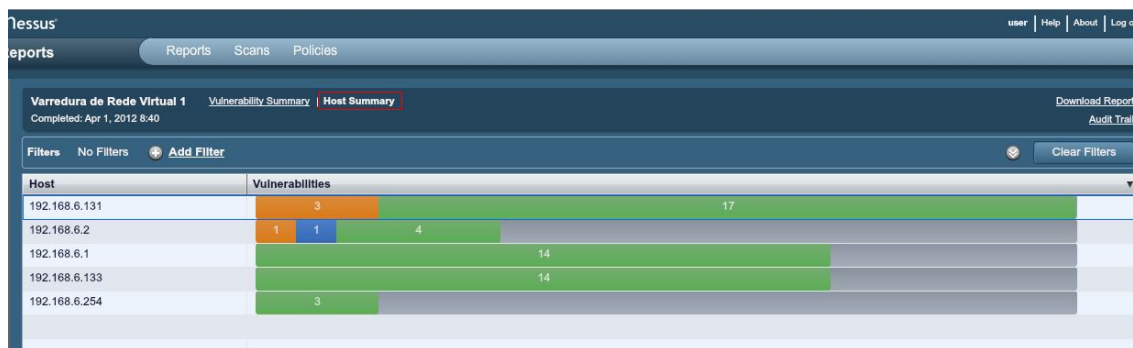 nessus
user | Help | About | Log o
eports Reports Scans Policies
Varredura de Rede Virtual 1 Vulnerability Summary | Host Summary Download Report
Completed: Apr 1, 2012 8:40 Audit Trail
Filters No Filters Add Filter Clear Filters
Host Vulnerabilities
192.168.6.131 3 17
192.168.6.2 1 1 4
192.168.6.1 14
192.168.6.133 14
192.168.6.254 3